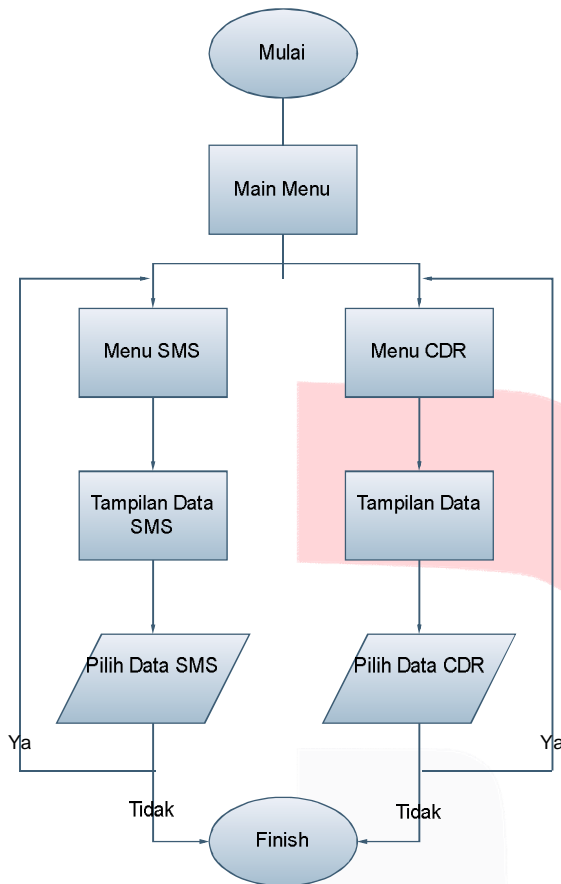 Mulai
Main Menu
Menu SMS
Menu CDR
Tampilan Data
SMS
Tampilan Data
Pilih Data SMS
Pilih Data CDR
Ya
Ya
Tidak
Tidak
Finish